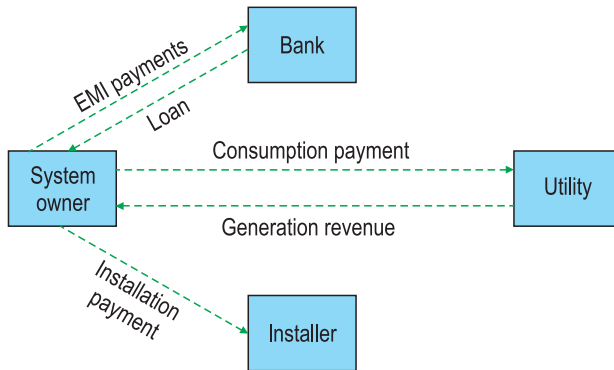 Bank
EMI payments
Loan
Consumption payment
System
owner
Utility
Generation revenue
Installation
payment
Installer